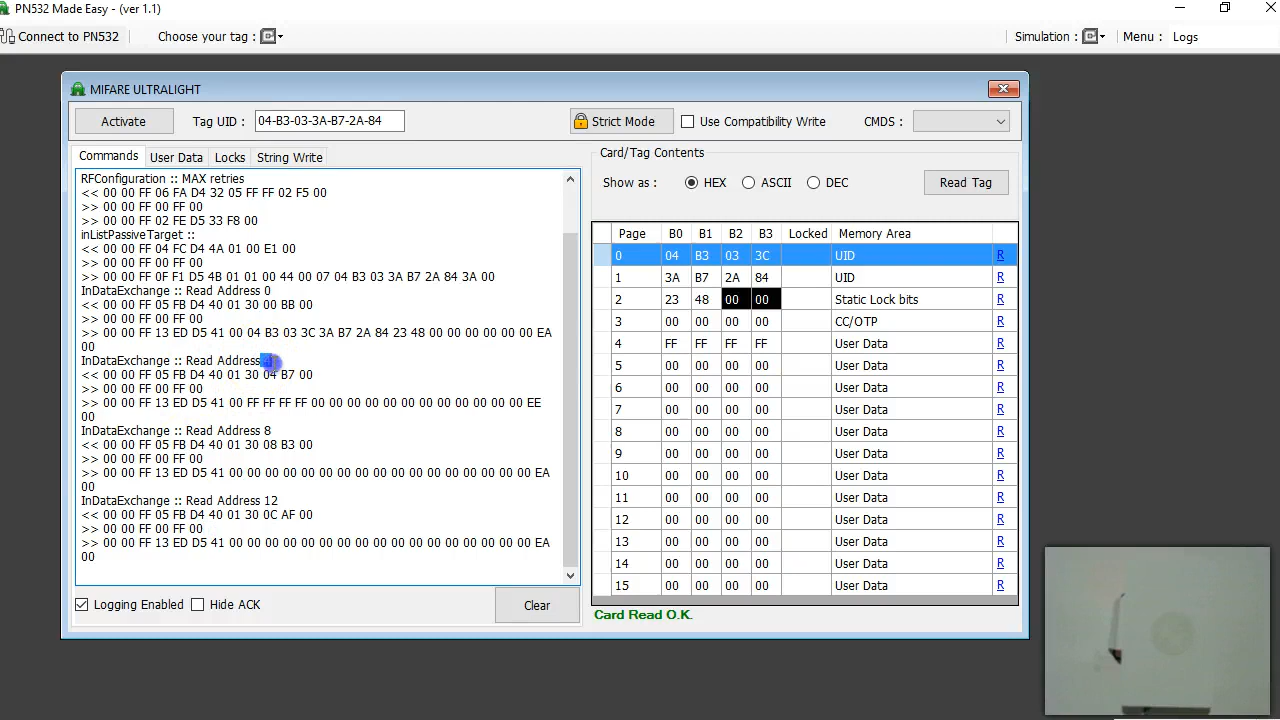 PN532 Made Easy - (ver 1.1)
Connect to PN532
Choose your tag :
Simulation :
Menu :
Logs
MIFARE ULTRALIGHT
Activate
Tag UID :
04-B3-03-3A-B7-2A-84
Strict Mode
Use Compatibility Write
CMDS :
Commands
User Data
Locks
String Write
RFConfiguration :: MAX retries
<< 00 00 FF 06 FA D4 32 05 FF FF 02 F5 00
>> 00 00 FF 00 FF 00
>> 00 00 FF 02 FE D5 33 F8 00
inListPassiveTarget ::
<< 00 00 FF 04 FC D4 4A 01 00 E1 00
>> 00 00 FF 00 FF 00
>> 00 00 FF 0F F1 D5 4B 01 01 00 44 00 07 04 B3 03 3A B7 2A 84 3A 00
InDataExchange :: Read Address 0
<< 00 00 FF 05 FB D4 40 01 30 00 BB 00
>> 00 00 FF 00 FF 00
>> 00 00 FF 13 ED D5 41 00 04 B3 03 3C 3A B7 2A 84 23 48 00 00 00 00 00 00 EA
00
InDataExchange :: Read Address
<< 00 00 FF 05 FB D4 40 01 30 04 B7 00
>> 00 00 FF 00 FF 00
>> 00 00 FF 13 ED D5 41 00 FF FF FF FF 00 00 00 00 00 00 00 00 00 00 00 00 EE
00
InDataExchange :: Read Address 8
<< 00 00 FF 05 FB D4 40 01 30 08 B3 00
>> 00 00 FF 00 FF 00
>> 00 00 FF 13 ED D5 41 00 00 00 00 00 00 00 00 00 00 00 00 00 00 00 00 00 EA
00
InDataExchange :: Read Address 12
<< 00 00 FF 05 FB D4 40 01 30 0C AF 00
>> 00 00 FF 00 FF 00
>> 00 00 FF 13 ED D5 41 00 00 00 00 00 00 00 00 00 00 00 00 00 00 00 00 00 EA
00
Logging Enabled
Hide ACK
Clear
Card/Tag Contents
Show as :
HEX
ASCII
DEC
Read Tag
Page B0 B1 B2 B3 Locked Memory Area
0 04 B3 03 3C UID R
1 3A B7 2A 84 UID R
2 23 48 00 00 Static Lock bits R
3 00 00 00 00 CC/OTP R
4 FF FF FF FF User Data R
5 00 00 00 00 User Data R
6 00 00 00 00 User Data R
7 00 00 00 00 User Data R
8 00 00 00 00 User Data R
9 00 00 00 00 User Data R
10 00 00 00 00 User Data R
11 00 00 00 00 User Data R
12 00 00 00 00 User Data R
13 00 00 00 00 User Data R
14 00 00 00 00 User Data R
15 00 00 00 00 User Data R
Card Read O.K.